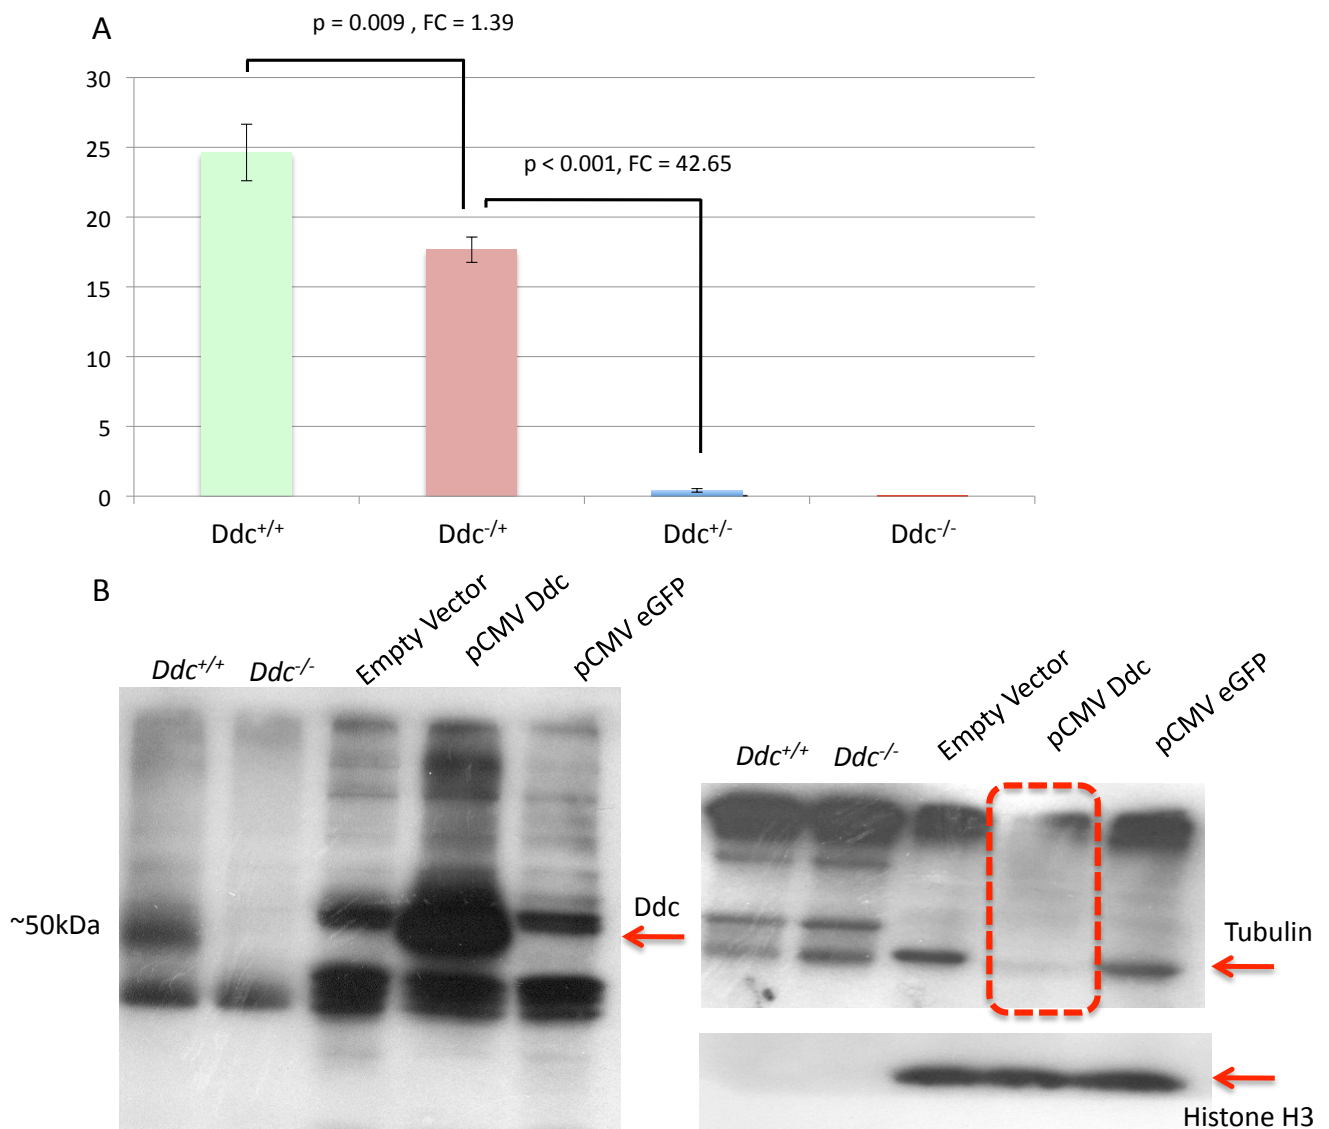 A
p = 0.009 , FC = 1.39
30
25
p < 0.001, FC = 42.65
20
15
10
5
0
Ddc+/+ Ddc-/+ Ddc+/- Ddc-/-
B
Ddc+/+ Ddc-/- Empty Vector pCMV Ddc pCMV eGFP
~50kDa
Ddc
Ddc+/+ Ddc-/- Empty Vector pCMV Ddc pCMV eGFP
Tubulin
Histone H3